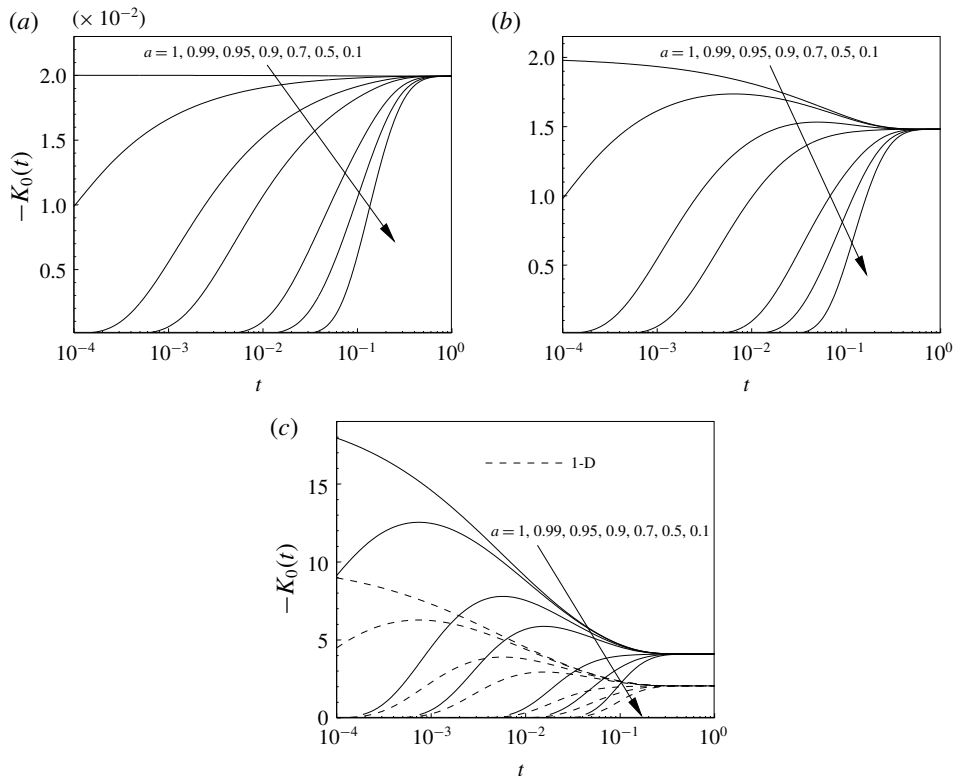 (a) (× 10⁻²)
a = 1, 0.99, 0.95, 0.9, 0.7, 0.5, 0.1
2.0
1.5
1.0
0.5
−K₀(t)
10⁻⁴ 10⁻³ 10⁻² 10⁻¹ 10⁰
t
(b)
a = 1, 0.99, 0.95, 0.9, 0.7, 0.5, 0.1
2.0
1.5
1.0
0.5
10⁻⁴ 10⁻³ 10⁻² 10⁻¹ 10⁰
t
(c)
1-D
a = 1, 0.99, 0.95, 0.9, 0.7, 0.5, 0.1
15
10
5
0
−K₀(t)
10⁻⁴ 10⁻³ 10⁻² 10⁻¹ 10⁰
t